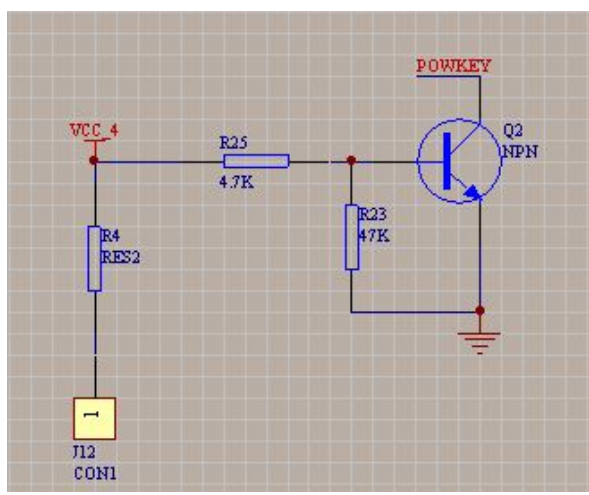 POWKEY
VCC_4
R25
4.7K
Q2
NPN
R4
RES2
R23
47K
1
J12
CON1